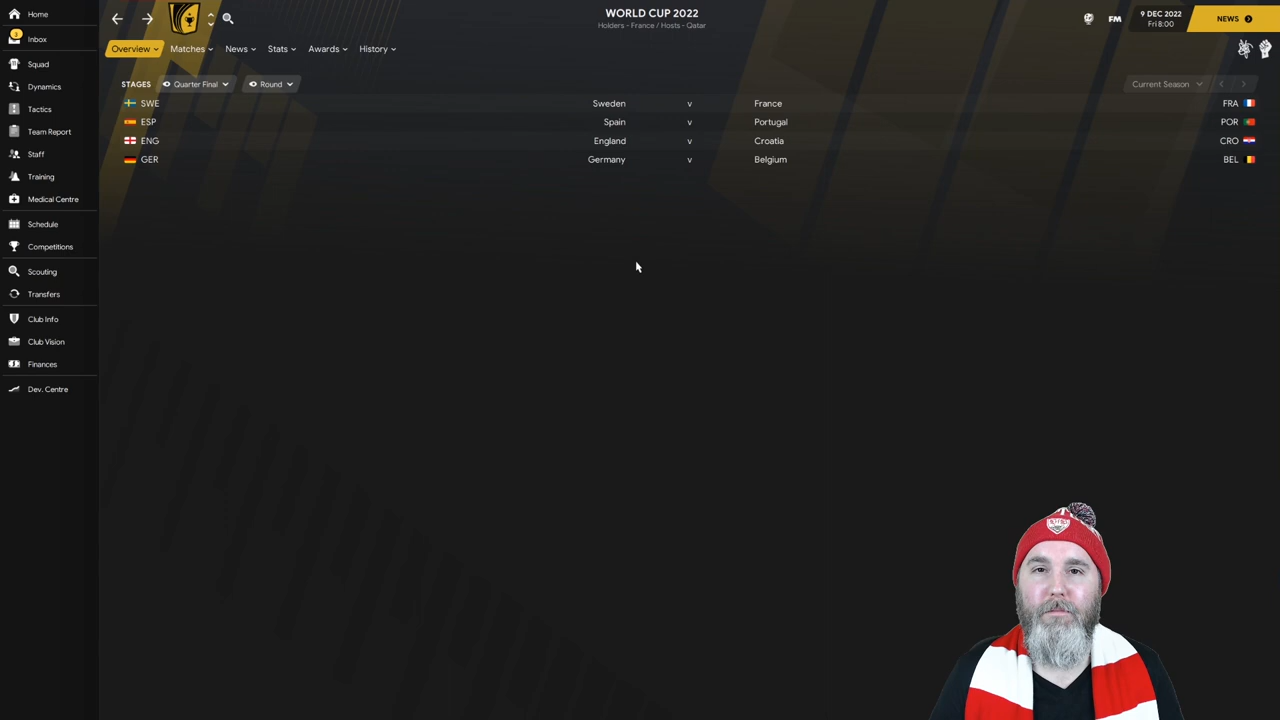 Home
WORLD CUP 2022
Holders - France / Hosts - Qatar
FM
9 DEC 2022
Fri 8:00
NEWS
3
Inbox
Overview
Matches
News
Stats
Awards
History
Squad
Dynamics
Tactics
Team Report
Staff
Training
Medical Centre
Schedule
Competitions
Scouting
Transfers
Club Info
Club Vision
Finances
Dev. Centre
STAGES
Quarter Final
Round
Current Season
SWE Sweden v France FRA
ESP Spain v Portugal POR
ENG England v Croatia CRO
GER Germany v Belgium BEL